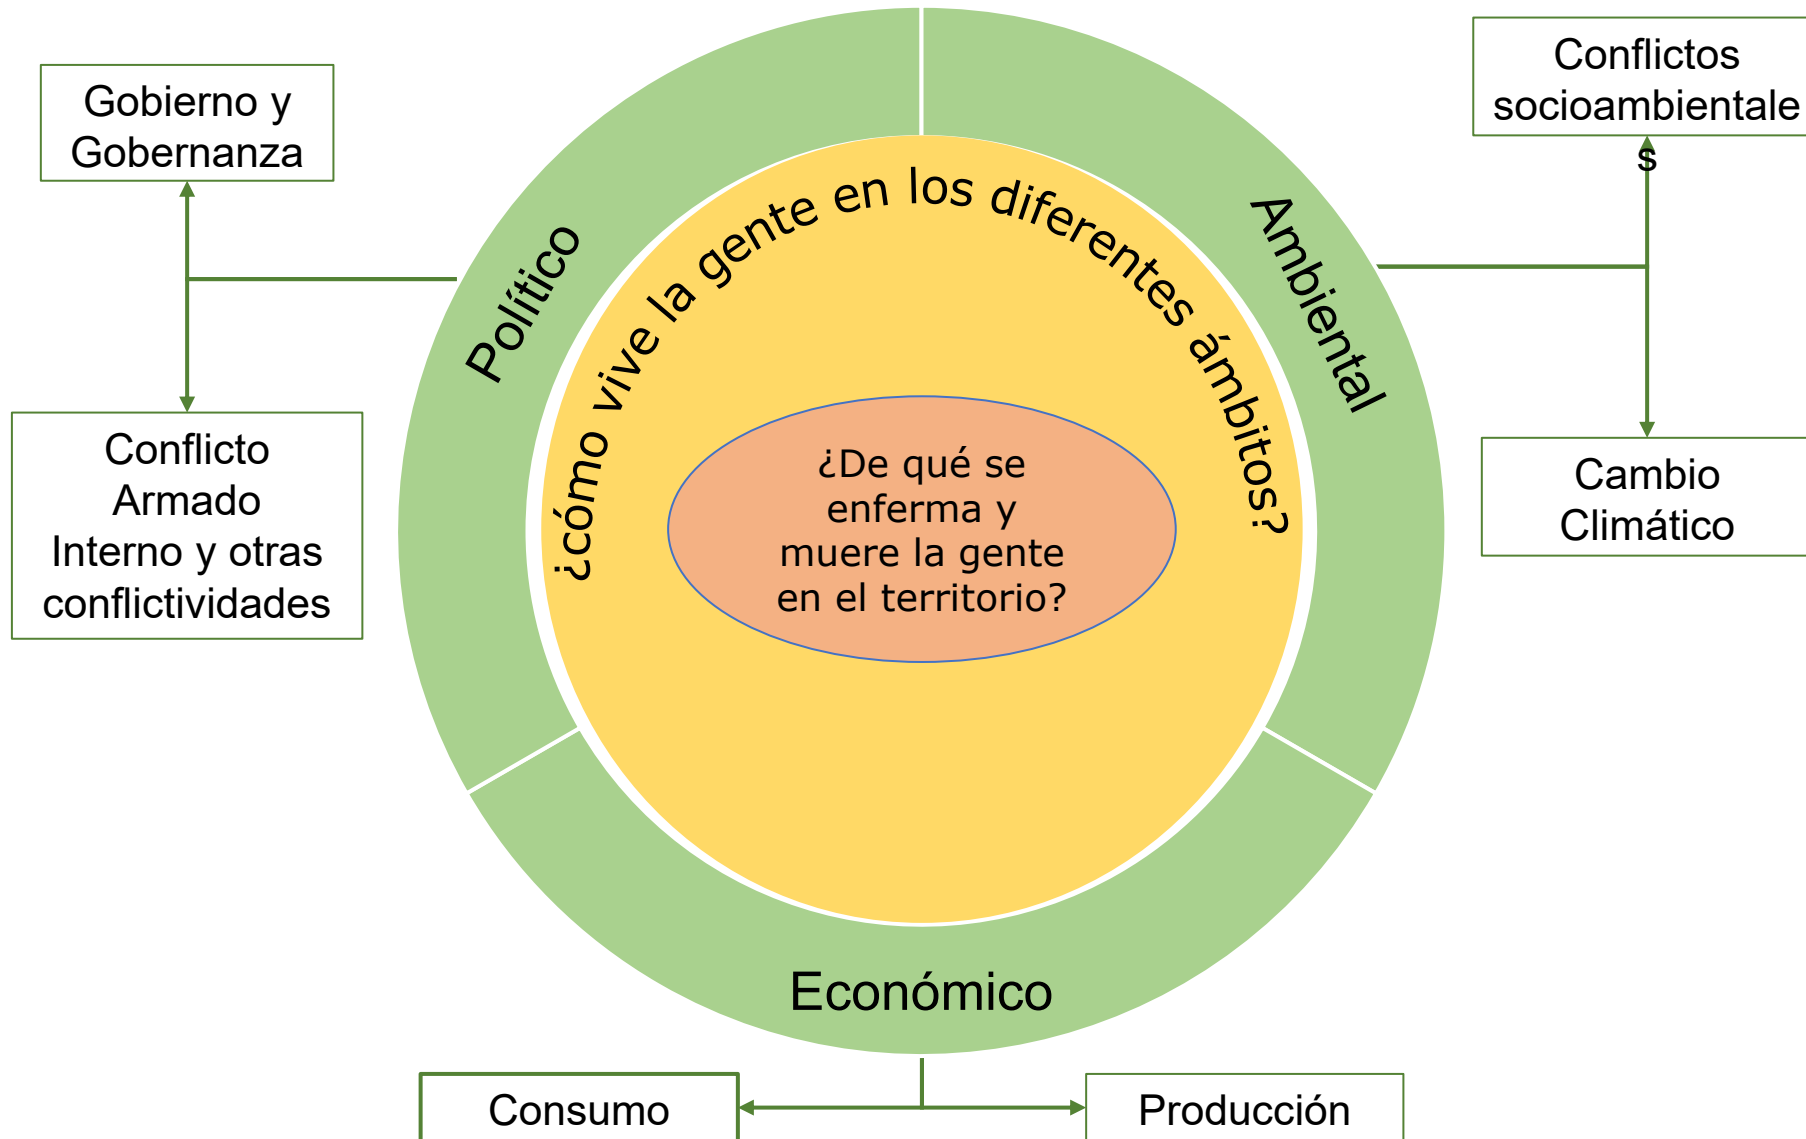 Gobierno y
Gobernanza
Conflictos
socioambientale
s
Político
Ambiental
¿cómo vive la gente en los diferentes ámbitos?
¿De qué se
enferma y
muere la gente
en el territorio?
Conflicto
Armado
Interno y otras
conflictividades
Cambio
Climático
Económico
Consumo
Producción